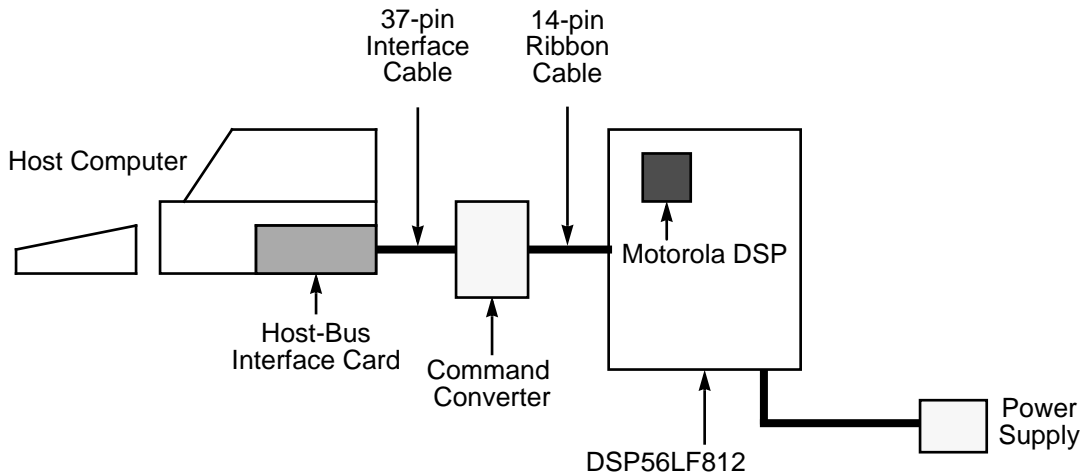 37-pin
Interface
Cable
14-pin
Ribbon
Cable
Host Computer
Motorola DSP
Host-Bus
Interface Card
Command
Converter
DSP56LF812
Power
Supply